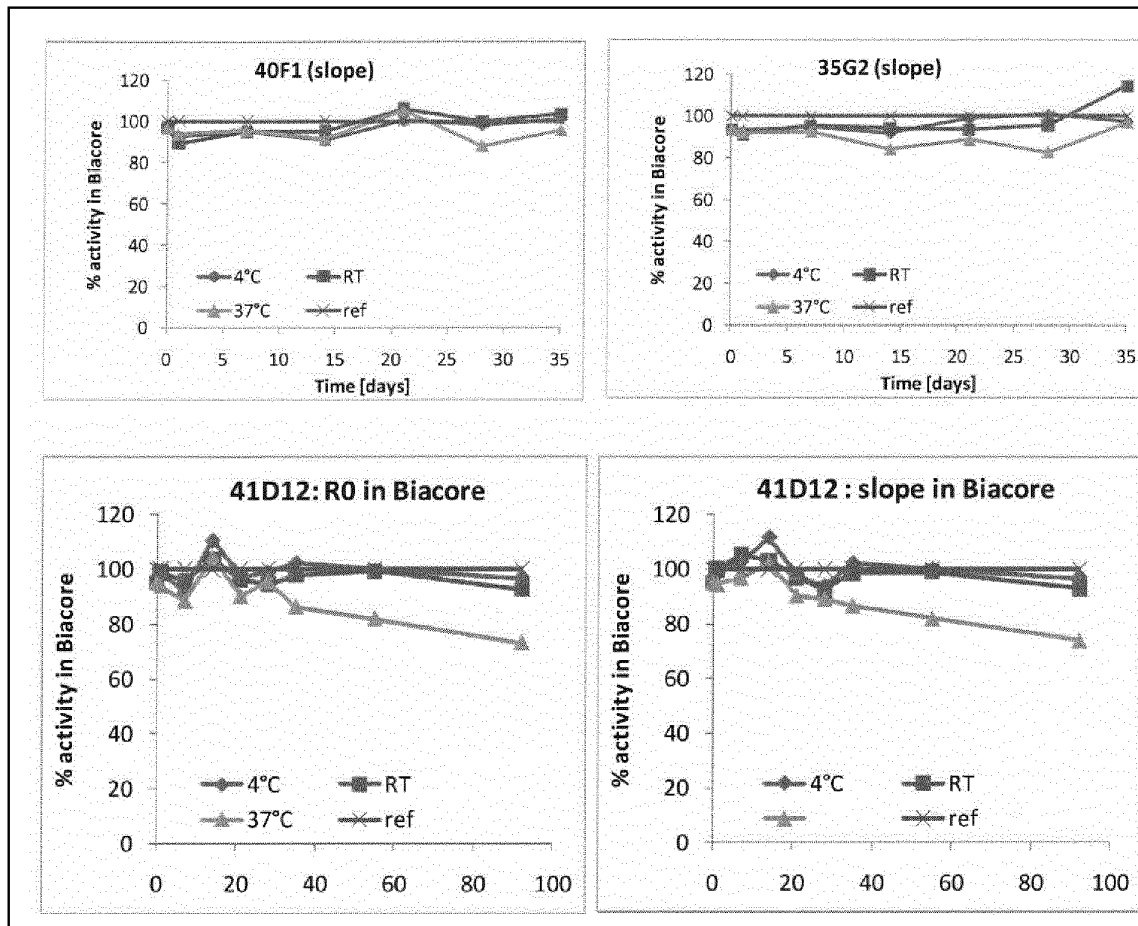 40F1 (slope)
% activity in Biacore
120
100
80
60
40
20
0
4°C
RT
37°C
ref
0 5 10 15 20 25 30 35
Time [days]
35G2 (slope)
% activity in Biacore
120
100
80
60
40
20
0
4°C
RT
37°C
ref
0 5 10 15 20 25 30 35
Time [days]
41D12: R0 in Biacore
% activity in Biacore
120
100
80
60
40
20
0
4°C
RT
37°C
ref
0 20 40 60 80 100
41D12 : slope in Biacore
% activity in Biacore
120
100
80
60
40
20
0
4°C
RT
ref
0 20 40 60 80 100